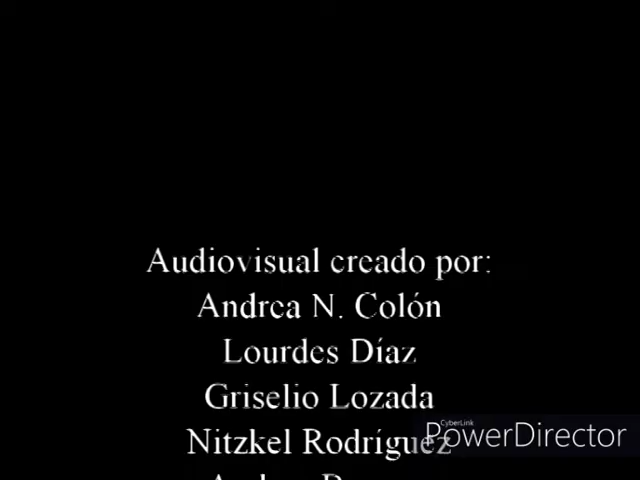 Audiovisual creado por:
Andrea N. Colón
Lourdes Díaz
Griselio Lozada
Nitzkel Rodríguez
CyberLink
PowerDirector